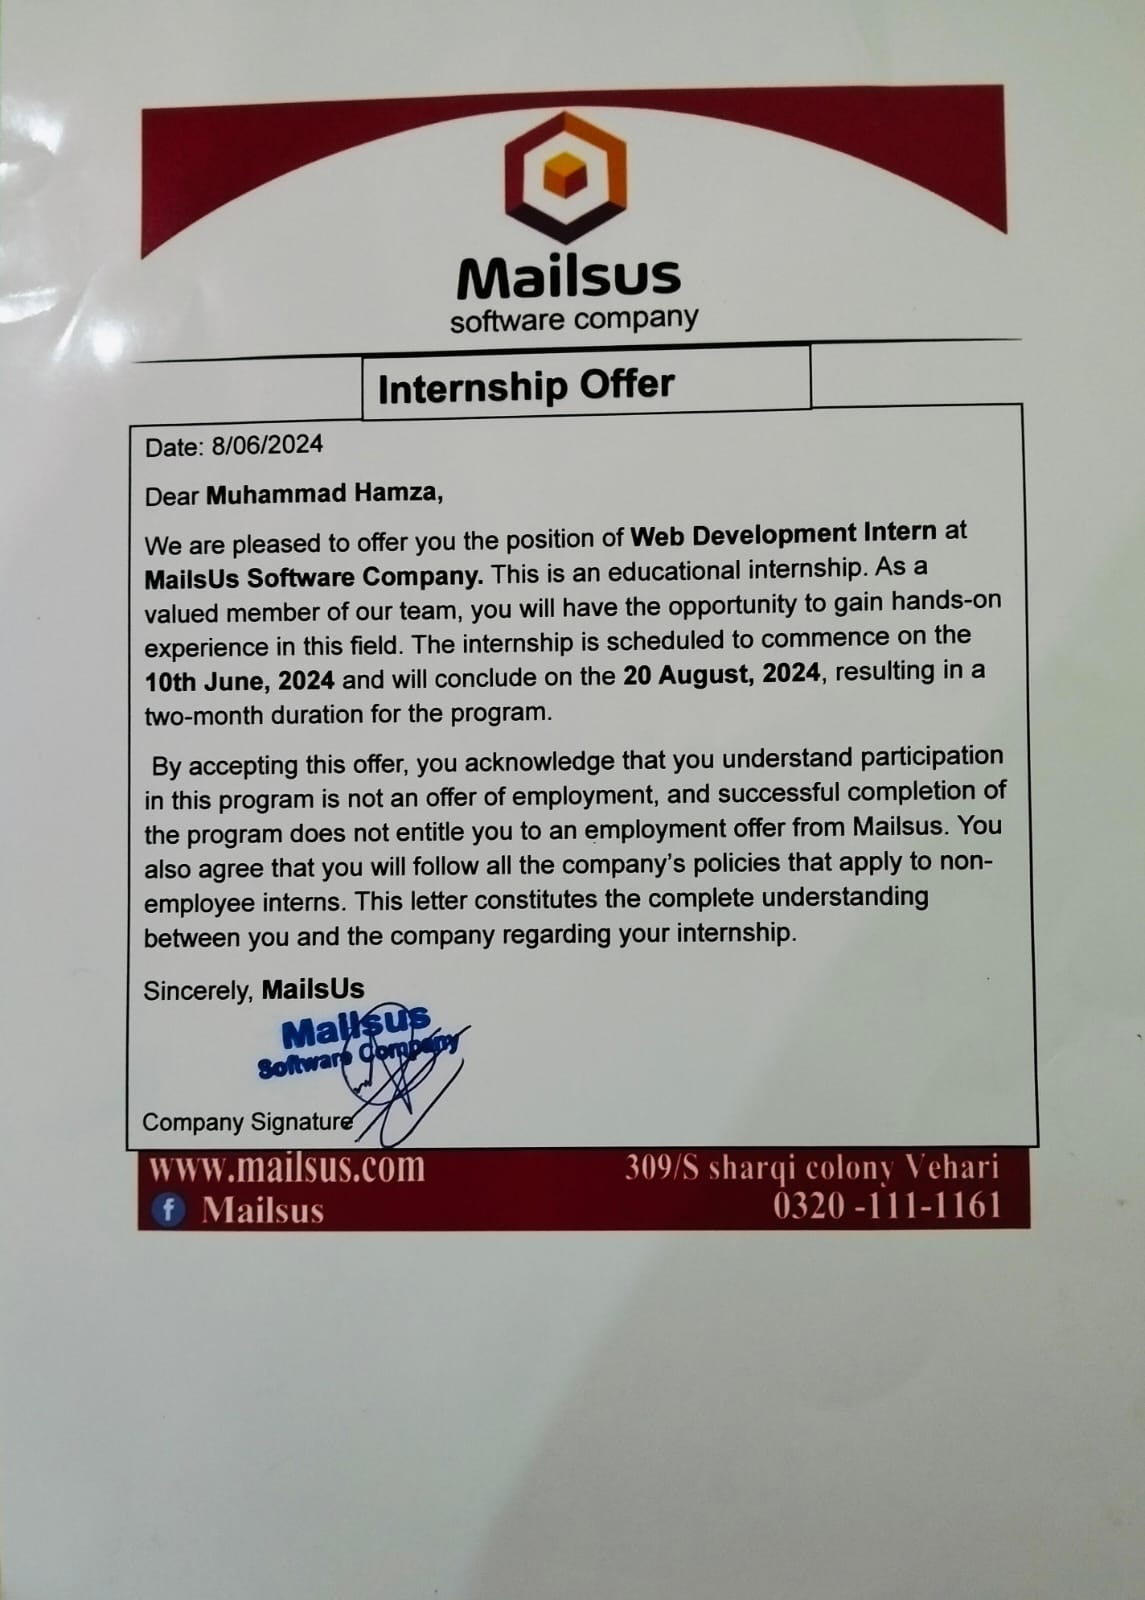 Mailsus
software company
Internship Offer
Date: 8/06/2024
Dear Muhammad Hamza,
We are pleased to offer you the position of Web Development Intern at
MailsUs Software Company. This is an educational internship. As a
valued member of our team, you will have the opportunity to gain hands-on
experience in this field. The internship is scheduled to commence on the
10th June, 2024 and will conclude on the 20 August, 2024, resulting in a
two-month duration for the program.
By accepting this offer, you acknowledge that you understand participation
in this program is not an offer of employment, and successful completion of
the program does not entitle you to an employment offer from Mailsus. You
also agree that you will follow all the company's policies that apply to non-
employee interns. This letter constitutes the complete understanding
between you and the company regarding your internship.
Sincerely, MailsUs
Mailsus
Software Company
Company Signature
www.mailsus.com
309/S sharqi colony Vehari
f Mailsus
0320 -111-1161